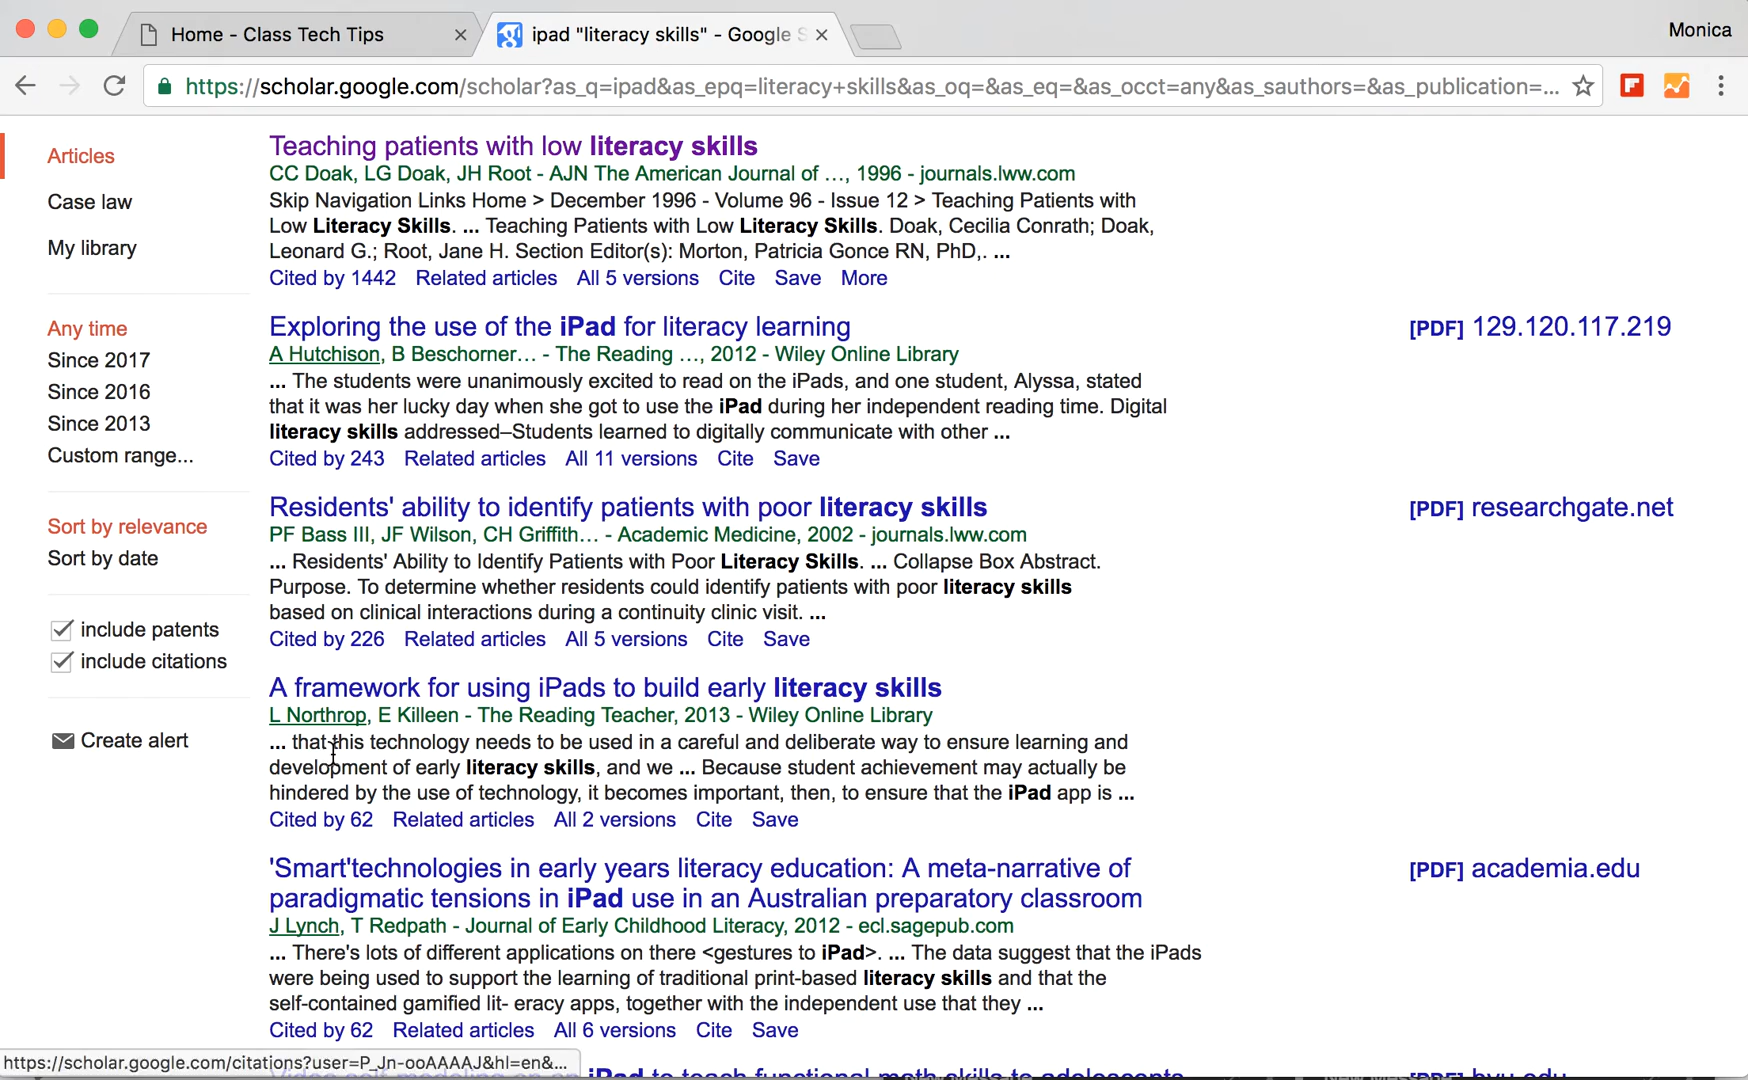 Home - Class Tech Tips
ipad "literacy skills" - Google S
Monica
https://scholar.google.com/scholar?as_q=ipad&as_epq=literacy+skills&as_oq=&as_eq=&as_occt=any&as_sauthors=&as_publication=...
Articles
Case law
My library
Any time
Since 2017
Since 2016
Since 2013
Custom range...
Sort by relevance
Sort by date
include patents
include citations
Create alert
Teaching patients with low literacy skills
CC Doak, LG Doak, JH Root - AJN The American Journal of …, 1996 - journals.lww.com
Skip Navigation Links Home > December 1996 - Volume 96 - Issue 12 > Teaching Patients with
Low Literacy Skills. ... Teaching Patients with Low Literacy Skills. Doak, Cecilia Conrath; Doak,
Leonard G.; Root, Jane H. Section Editor(s): Morton, Patricia Gonce RN, PhD,. ...
Cited by 1442 Related articles All 5 versions Cite Save More
Exploring the use of the iPad for literacy learning
[PDF] 129.120.117.219
A Hutchison, B Beschorner… - The Reading …, 2012 - Wiley Online Library
... The students were unanimously excited to read on the iPads, and one student, Alyssa, stated
that it was her lucky day when she got to use the iPad during her independent reading time. Digital
literacy skills addressed–Students learned to digitally communicate with other ...
Cited by 243 Related articles All 11 versions Cite Save
Residents' ability to identify patients with poor literacy skills
[PDF] researchgate.net
PF Bass III, JF Wilson, CH Griffith… - Academic Medicine, 2002 - journals.lww.com
... Residents' Ability to Identify Patients with Poor Literacy Skills. ... Collapse Box Abstract.
Purpose. To determine whether residents could identify patients with poor literacy skills
based on clinical interactions during a continuity clinic visit. ...
Cited by 226 Related articles All 5 versions Cite Save
A framework for using iPads to build early literacy skills
L Northrop, E Killeen - The Reading Teacher, 2013 - Wiley Online Library
... that this technology needs to be used in a careful and deliberate way to ensure learning and
development of early literacy skills, and we ... Because student achievement may actually be
hindered by the use of technology, it becomes important, then, to ensure that the iPad app is ...
Cited by 62 Related articles All 2 versions Cite Save
'Smart'technologies in early years literacy education: A meta-narrative of
paradigmatic tensions in iPad use in an Australian preparatory classroom
[PDF] academia.edu
J Lynch, T Redpath - Journal of Early Childhood Literacy, 2012 - ecl.sagepub.com
... There's lots of different applications on there <gestures to iPad>. ... The data suggest that the iPads
were being used to support the learning of traditional print-based literacy skills and that the
self-contained gamified lit- eracy apps, together with the independent use that they ...
Cited by 62 Related articles All 6 versions Cite Save
https://scholar.google.com/citations?user=P_Jn-ooAAAAJ&hl=en&...
iPad to teach functional math skills to adolescents
[PDF] byu.edu